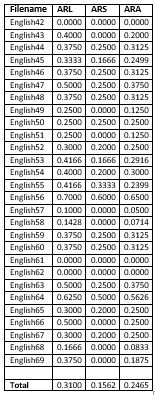 Filename ARL ARS ARA
English42 0.0000 0.0000 0.0000
English43 0.4000 0.0000 0.2000
English44 0.3750 0.2500 0.3125
English45 0.3333 0.1666 0.2499
English46 0.3750 0.2500 0.3125
English47 0.5000 0.2500 0.3750
English48 0.3750 0.2500 0.3125
English49 0.2500 0.0000 0.1250
English50 0.2500 0.2500 0.2500
English51 0.2500 0.0000 0.1250
English52 0.3000 0.2000 0.2500
English53 0.4166 0.1666 0.2916
English54 0.4000 0.2000 0.3000
English55 0.4166 0.3333 0.2399
English56 0.7000 0.6000 0.6500
English57 0.1000 0.0000 0.0500
English58 0.1428 0.0000 0.0714
English59 0.3750 0.2500 0.3125
English60 0.3750 0.2500 0.3125
English61 0.0000 0.0000 0.0000
English62 0.0000 0.0000 0.0000
English63 0.5000 0.2500 0.3750
English64 0.6250 0.5000 0.5626
English65 0.3000 0.2000 0.2500
English66 0.5000 0.0000 0.2500
English67 0.3000 0.2000 0.2500
English68 0.1666 0.0000 0.0833
English69 0.3750 0.0000 0.1875
Total 0.3100 0.1562 0.2465